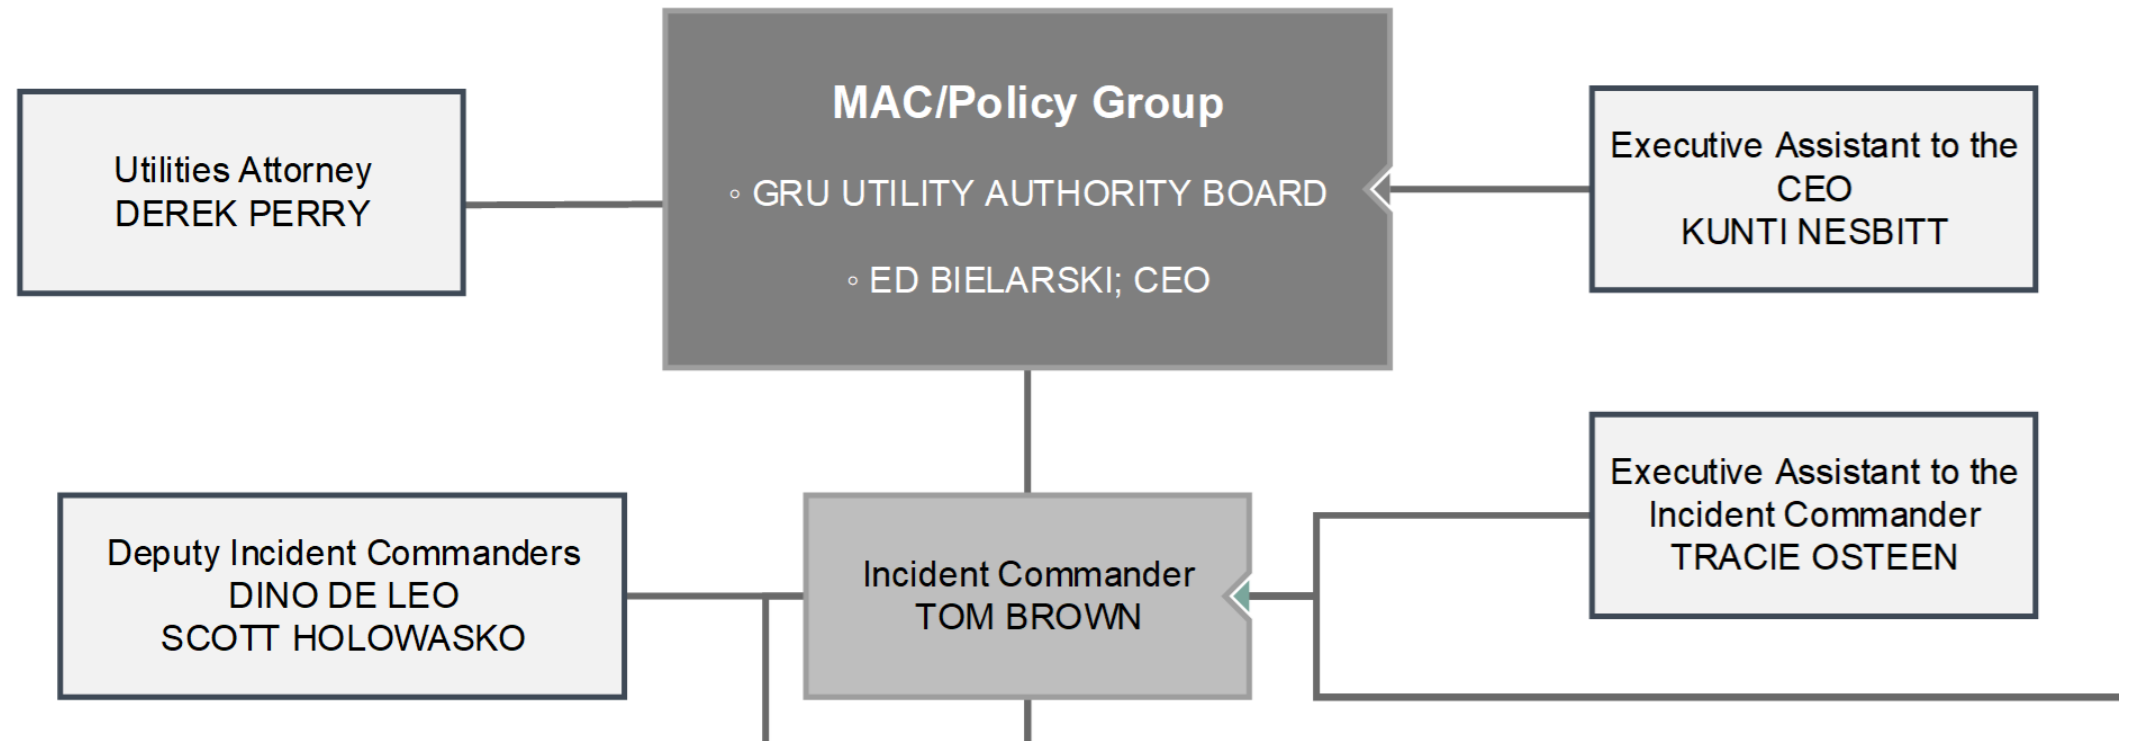 MAC/Policy Group
◦ GRU UTILITY AUTHORITY BOARD
◦ ED BIELARSKI; CEO
Utilities Attorney
DEREK PERRY
Executive Assistant to the
CEO
KUNTI NESBITT
Executive Assistant to the
Incident Commander
TRACIE OSTEEN
Deputy Incident Commanders
DINO DE LEO
SCOTT HOLOWASKO
Incident Commander
TOM BROWN